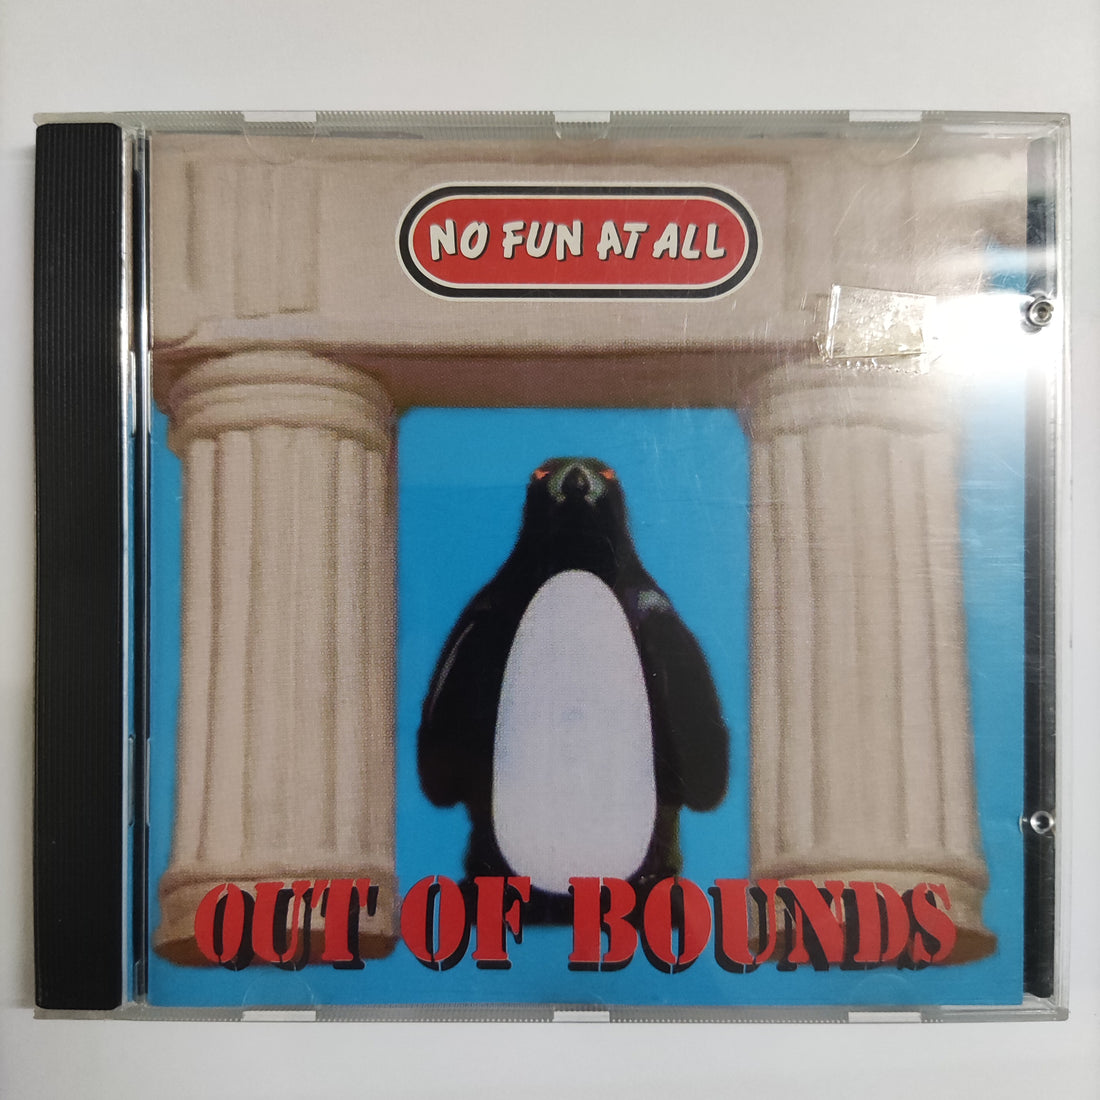 NO FUN AT ALL
OUT OF BOUNDS